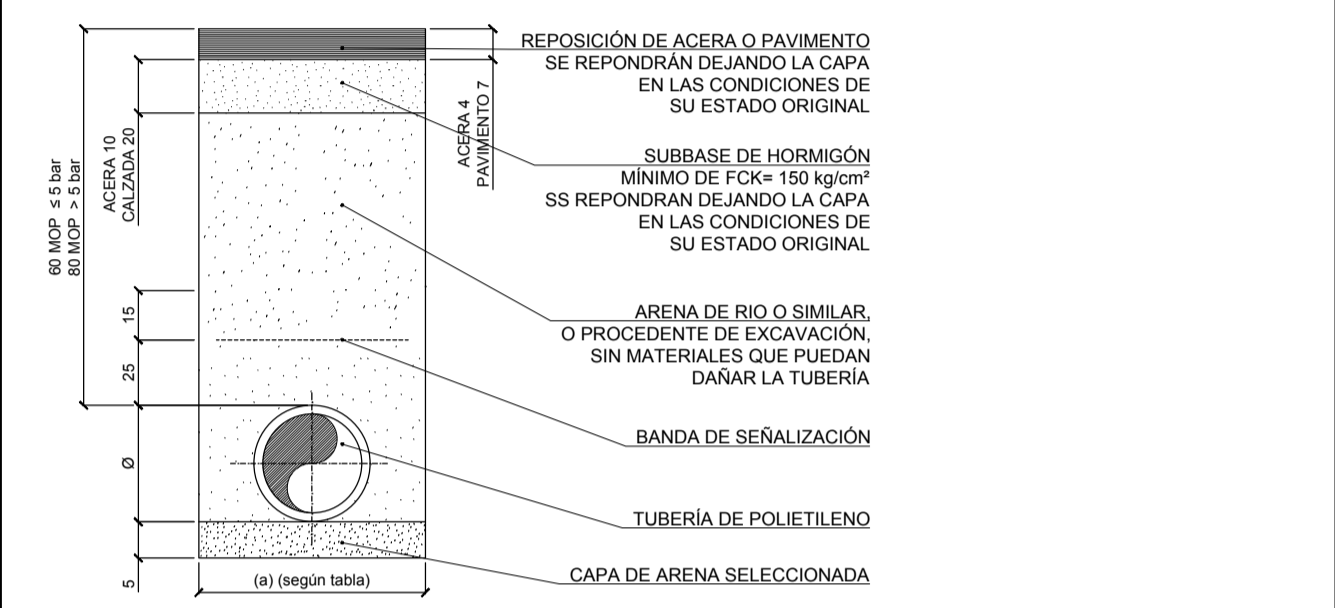 REPOSICIÓN DE ACERA O PAVIMENTO
SE REPONDRÁN DEJANDO LA CAPA
EN LAS CONDICIONES DE
SU ESTADO ORIGINAL
SUBBASE DE HORMIGÓN
MÍNIMO DE FCK= 150 kg/cm²
SS REPONDRAN DEJANDO LA CAPA
EN LAS CONDICIONES DE
SU ESTADO ORIGINAL
ARENA DE RIO O SIMILAR,
O PROCEDENTE DE EXCAVACIÓN,
SIN MATERIALES QUE PUEDAN
DAÑAR LA TUBERÍA
BANDA DE SEÑALIZACIÓN
TUBERÍA DE POLIETILENO
CAPA DE ARENA SELECCIONADA
60 MOP ≤ 5 bar
80 MOP > 5 bar
ACERA 10
CALZADA 20
ACERA 4
PAVIMENTO 7
15
25
Ø
5
(a) (según tabla)